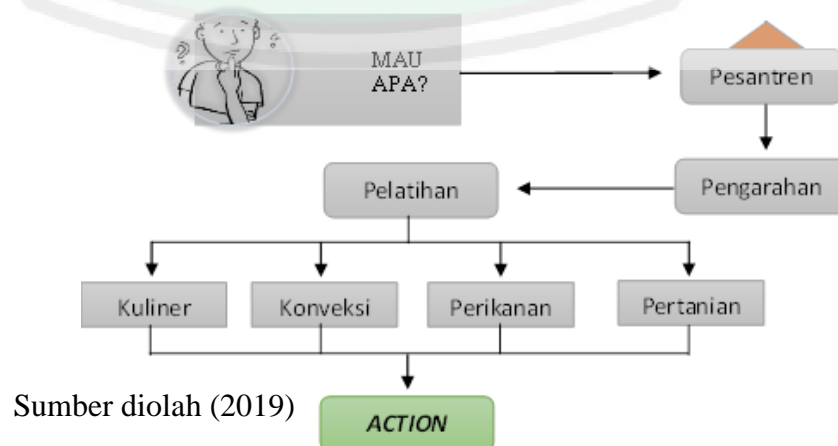 MAU
APA?
Pesantren
Pelatihan
Pengarahan
Kuliner
Konveksi
Perikanan
Pertanian
Sumber diolah (2019)
ACTION